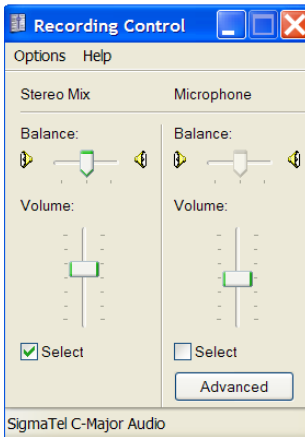 Recording Control
Options Help
Stereo Mix Microphone
Balance: Balance:
Volume: Volume:
Select Select
Advanced
SigmaTel C-Major Audio